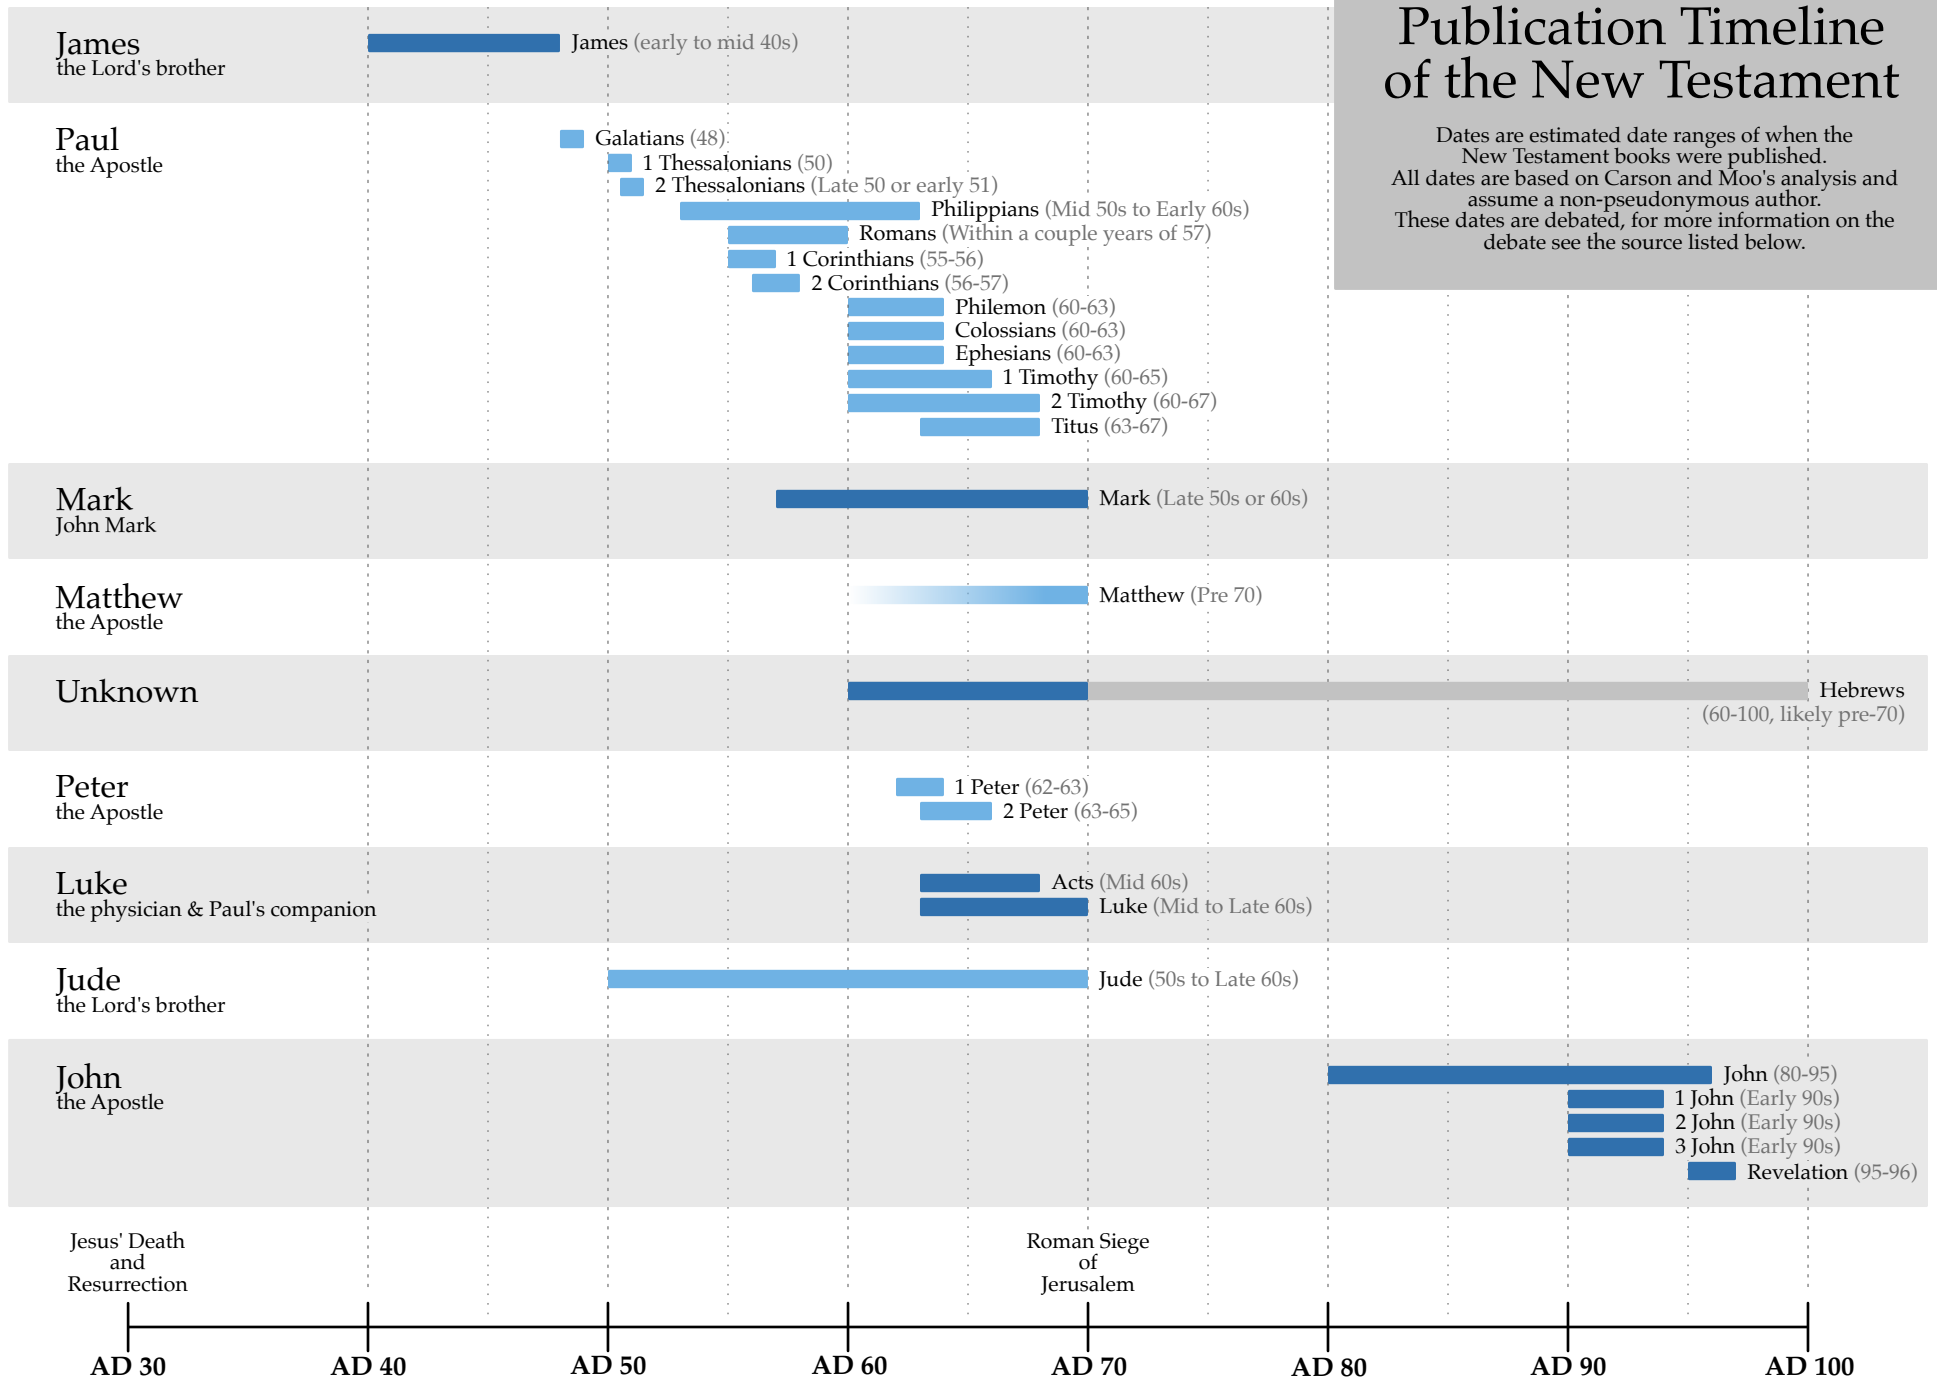 Publication Timeline
of the New Testament
Dates are estimated date ranges of when the
New Testament books were published.
All dates are based on Carson and Moo's analysis and
assume a non-pseudonymous author.
These dates are debated, for more information on the
debate see the source listed below.
James
the Lord's brother
James (early to mid 40s)
Paul
the Apostle
Galatians (48)
1 Thessalonians (50)
2 Thessalonians (Late 50 or early 51)
Philippians (Mid 50s to Early 60s)
Romans (Within a couple years of 57)
1 Corinthians (55-56)
2 Corinthians (56-57)
Philemon (60-63)
Colossians (60-63)
Ephesians (60-63)
1 Timothy (60-65)
2 Timothy (60-67)
Titus (63-67)
Mark
John Mark
Mark (Late 50s or 60s)
Matthew
the Apostle
Matthew (Pre 70)
Unknown
Hebrews
(60-100, likely pre-70)
Peter
the Apostle
1 Peter (62-63)
2 Peter (63-65)
Luke
the physician & Paul's companion
Acts (Mid 60s)
Luke (Mid to Late 60s)
Jude
the Lord's brother
Jude (50s to Late 60s)
John
the Apostle
John (80-95)
1 John (Early 90s)
2 John (Early 90s)
3 John (Early 90s)
Revelation (95-96)
Jesus' Death
and
Resurrection
Roman Siege
of
Jerusalem
AD 30 AD 40 AD 50 AD 60 AD 70 AD 80 AD 90 AD 100